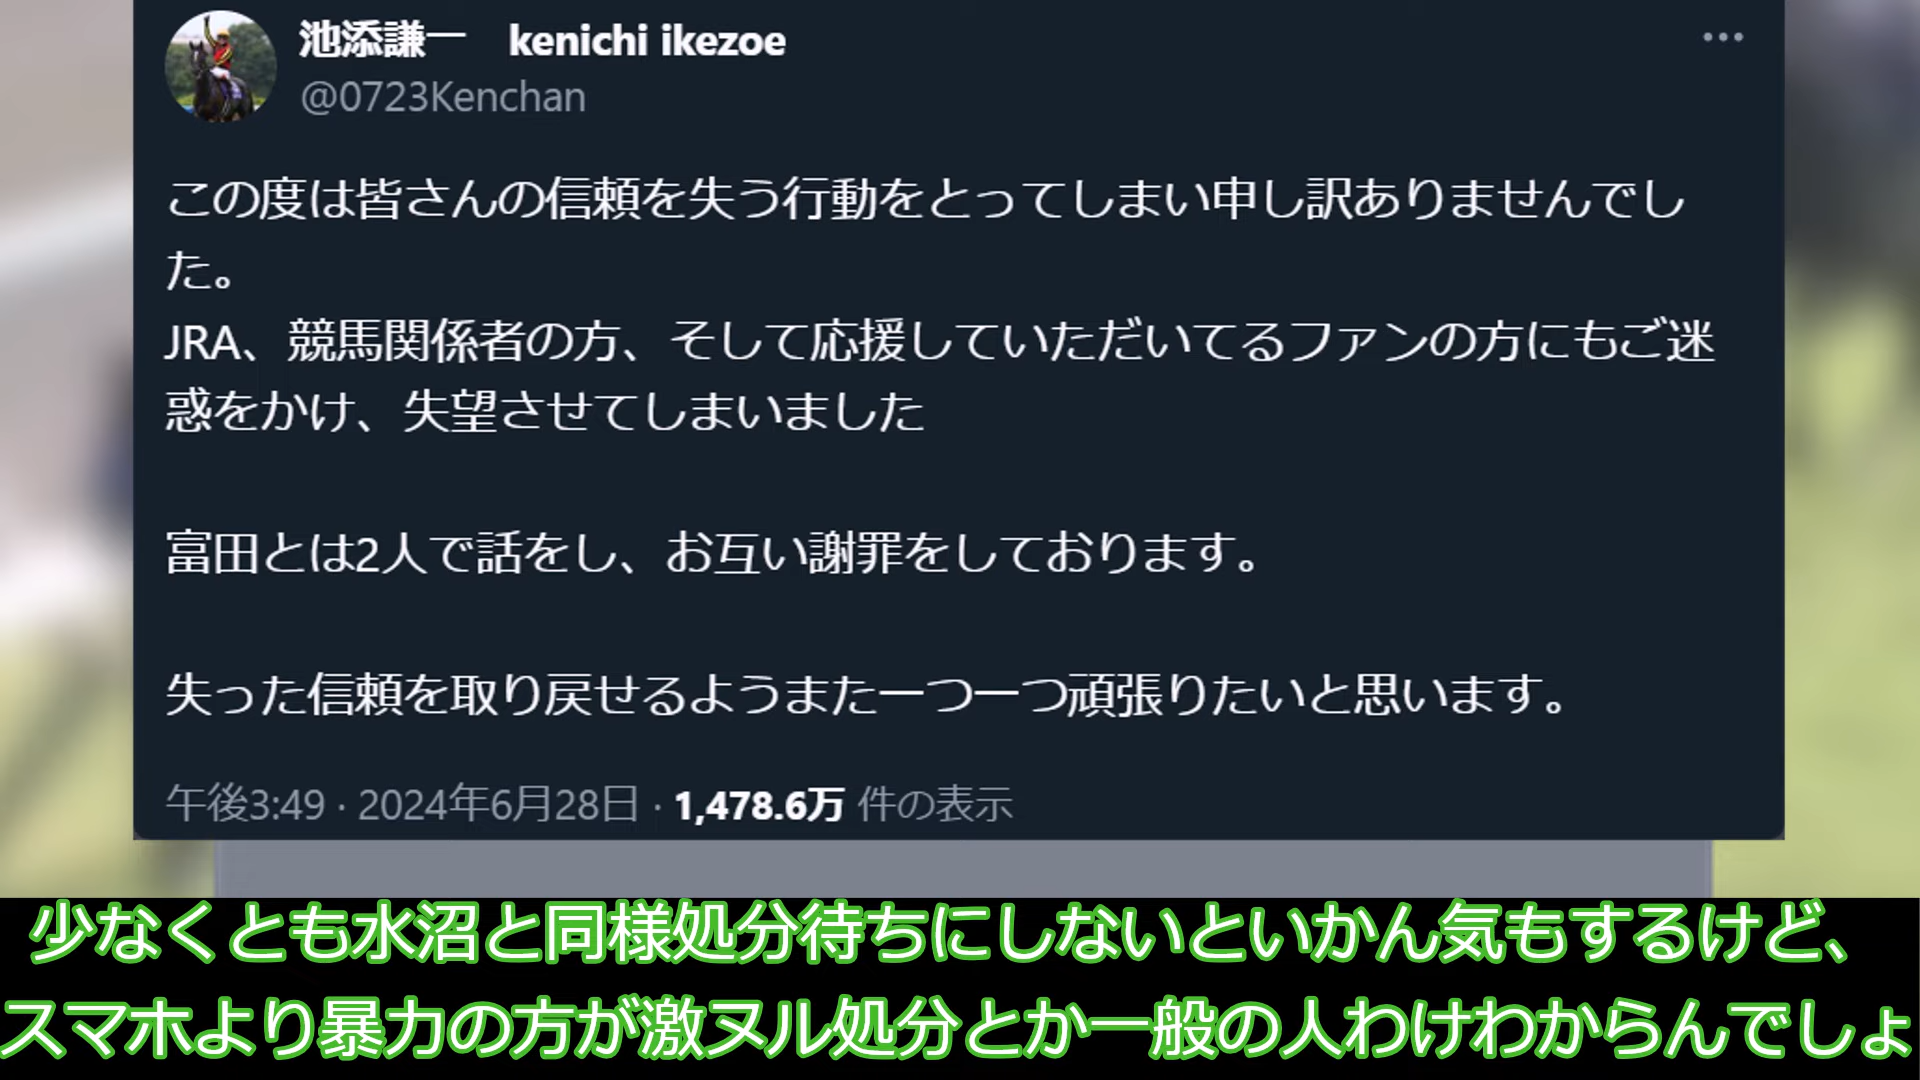 池添謙一 kenichi ikezoe
@0723Kenchan
この度は皆さんの信頼を失う行動をとってしまい申し訳ありませんでし
た。
JRA、競馬関係者の方、そして応援していただいてるファンの方にもご迷
惑をかけ、失望させてしまいました
富田とは2人で話をし、お互い謝罪をしております。
失った信頼を取り戻せるようまた一つ一つ頑張りたいと思います。
午後3:49 · 2024年6月28日 · 1,478.6万 件の表示
少なくとも水沼と同様処分待ちにしないといかん気もするけど、
スマホより暴力の方が激ヌル処分とか一般の人わけわからんでしょ